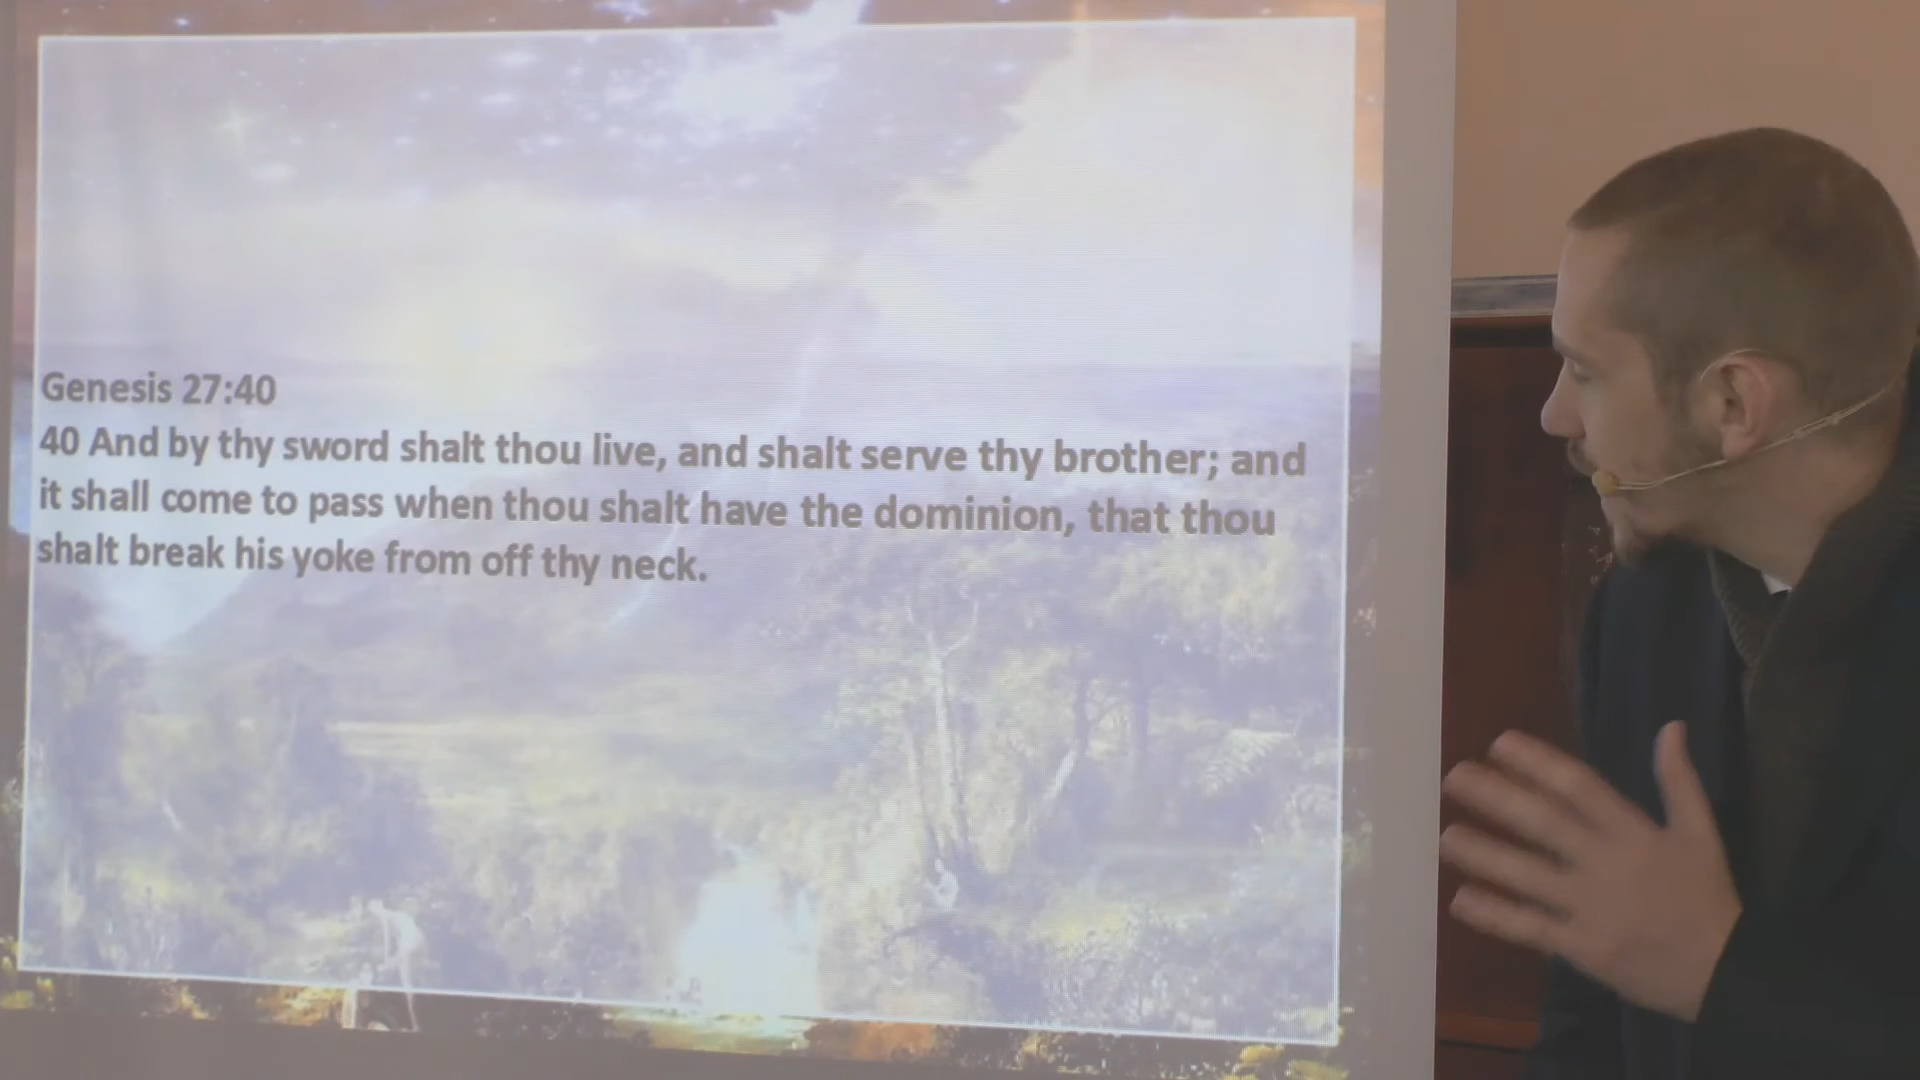 Genesis 27:40
40 And by thy sword shalt thou live, and shalt serve thy brother; and
it shall come to pass when thou shalt have the dominion, that thou
shalt break his yoke from off thy neck.